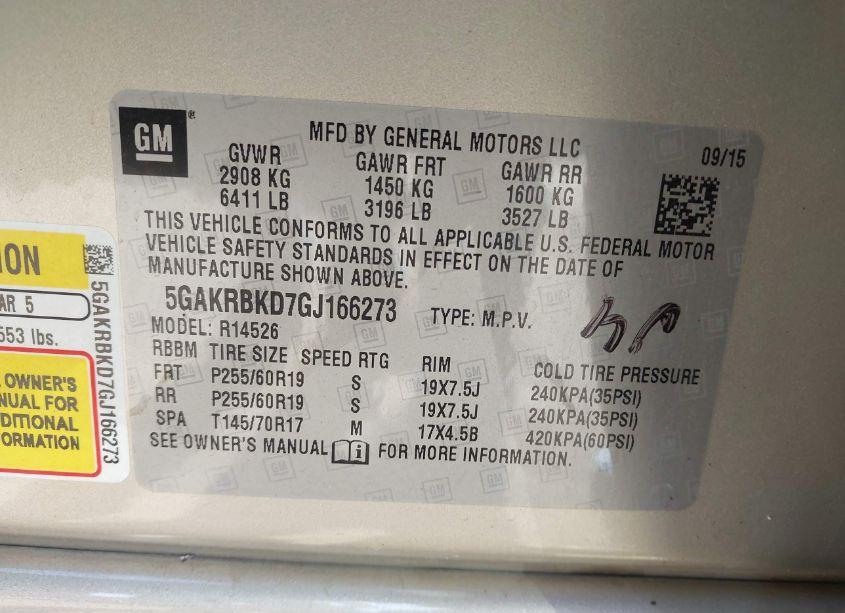 GM
MFD BY GENERAL MOTORS LLC
09/15
GVWR GAWR FRT GAWR RR
2908 KG 1450 KG 1600 KG
6411 LB 3196 LB 3527 LB
THIS VEHICLE CONFORMS TO ALL APPLICABLE U.S. FEDERAL MOTOR
VEHICLE SAFETY STANDARDS IN EFFECT ON THE DATE OF
MANUFACTURE SHOWN ABOVE.
5GAKRBKD7GJ166273 TYPE: M.P.V.
MODEL: R14526
RBBM TIRE SIZE SPEED RTG RIM COLD TIRE PRESSURE
FRT P255/60R19 S 19X7.5J 240KPA(35PSI)
RR P255/60R19 S 19X7.5J 240KPA(35PSI)
SPA T145/70R17 M 17X4.5B 420KPA(60PSI)
SEE OWNER'S MANUAL FOR MORE INFORMATION.
ION
AR 5
553 lbs.
OWNER'S
NUAL FOR
DITIONAL
ORMATION
5GAKRBKD7GJ166273